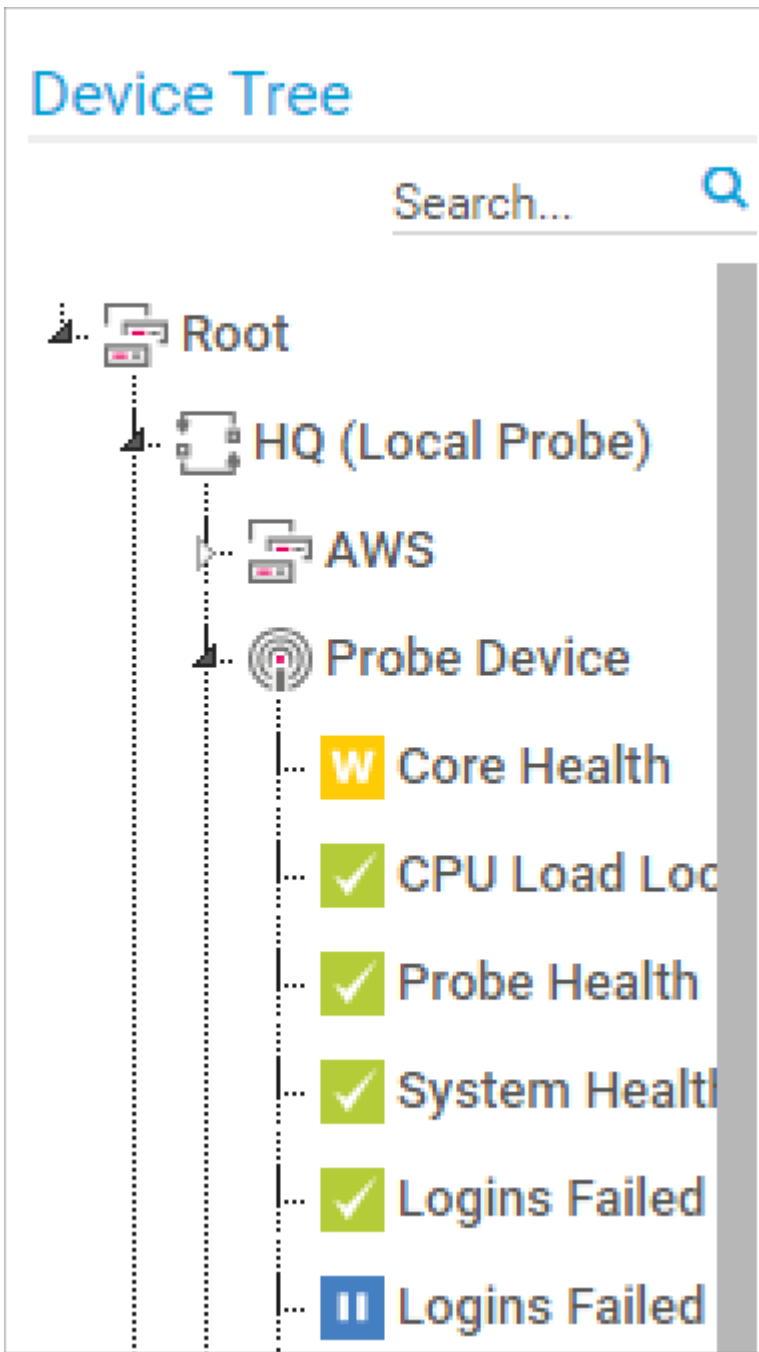 Device Tree
Search...
Root
HQ (Local Probe)
AWS
Probe Device
W Core Health
CPU Load Loc
Probe Health
System Health
Logins Failed
Logins Failed